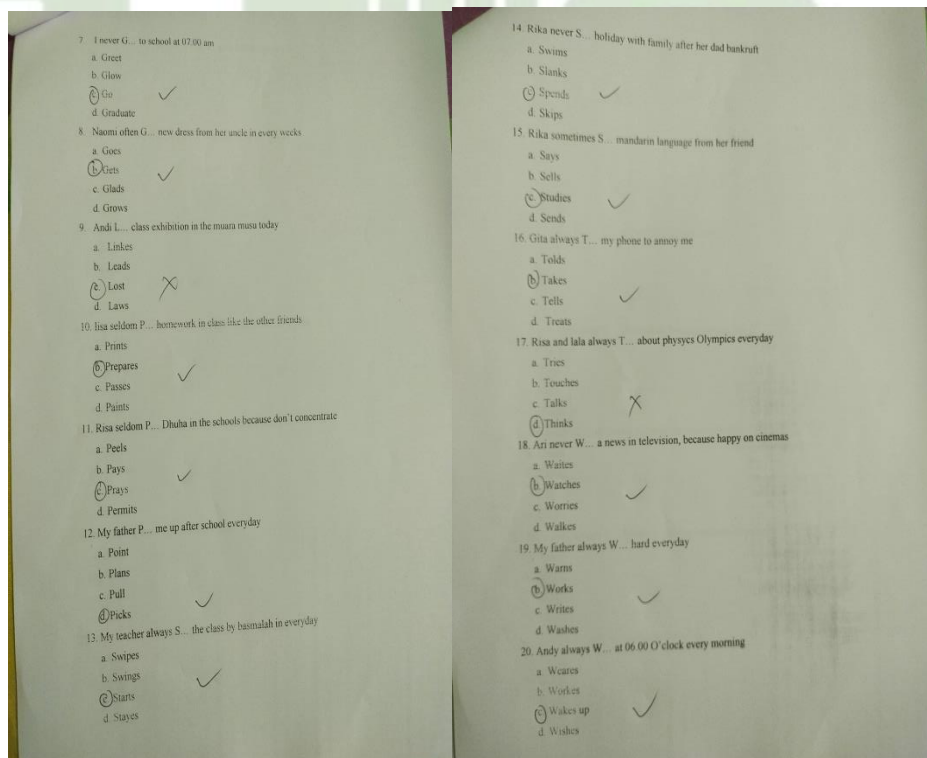 7. I never G... to school at 07.00 am
a. Greet
b. Glow
c. Go
d. Graduate
8. Naomi often G... new dress from her uncle in every weeks
a. Goes
b. Gets
c. Glads
d. Grows
9. Andi L... class exhibition in the muara musu today
a. Linkes
b. Leads
c. Lost
d. Laws
10. lisa seldom P... homework in class like the other friends
a. Prints
b. Prepares
c. Passes
d. Paints
11. Risa seldom P... Dhuha in the schools because don't concentrate
a. Peels
b. Pays
c. Prays
d. Permits
12. My father P... me up after school everyday
a. Point
b. Plans
c. Pull
d. Picks
13. My teacher always S... the class by basmalah in everyday
a. Swipes
b. Swings
c. Starts
d. Stayes
14. Rika never S... holiday with family after her dad bankruft
a. Swims
b. Slanks
c. Spends
d. Skips
15. Rika sometimes S... mandarin language from her friend
a. Says
b. Sells
c. Studies
d. Sends
16. Gita always T... my phone to annoy me
a. Tolds
b. Takes
c. Tells
d. Treats
17. Risa and lala always T... about physycs Olympics everyday
a. Tries
b. Touches
c. Talks
d. Thinks
18. Ari never W... a news in television, because happy on cinemas
a. Waites
b. Watches
c. Worries
d. Walkes
19. My father always W... hard everyday
a. Warns
b. Works
c. Writes
d. Washes
20. Andy always W... at 06.00 O'clock every morning
a. Weares
b. Workes
c. Wakes up
d. Wishes